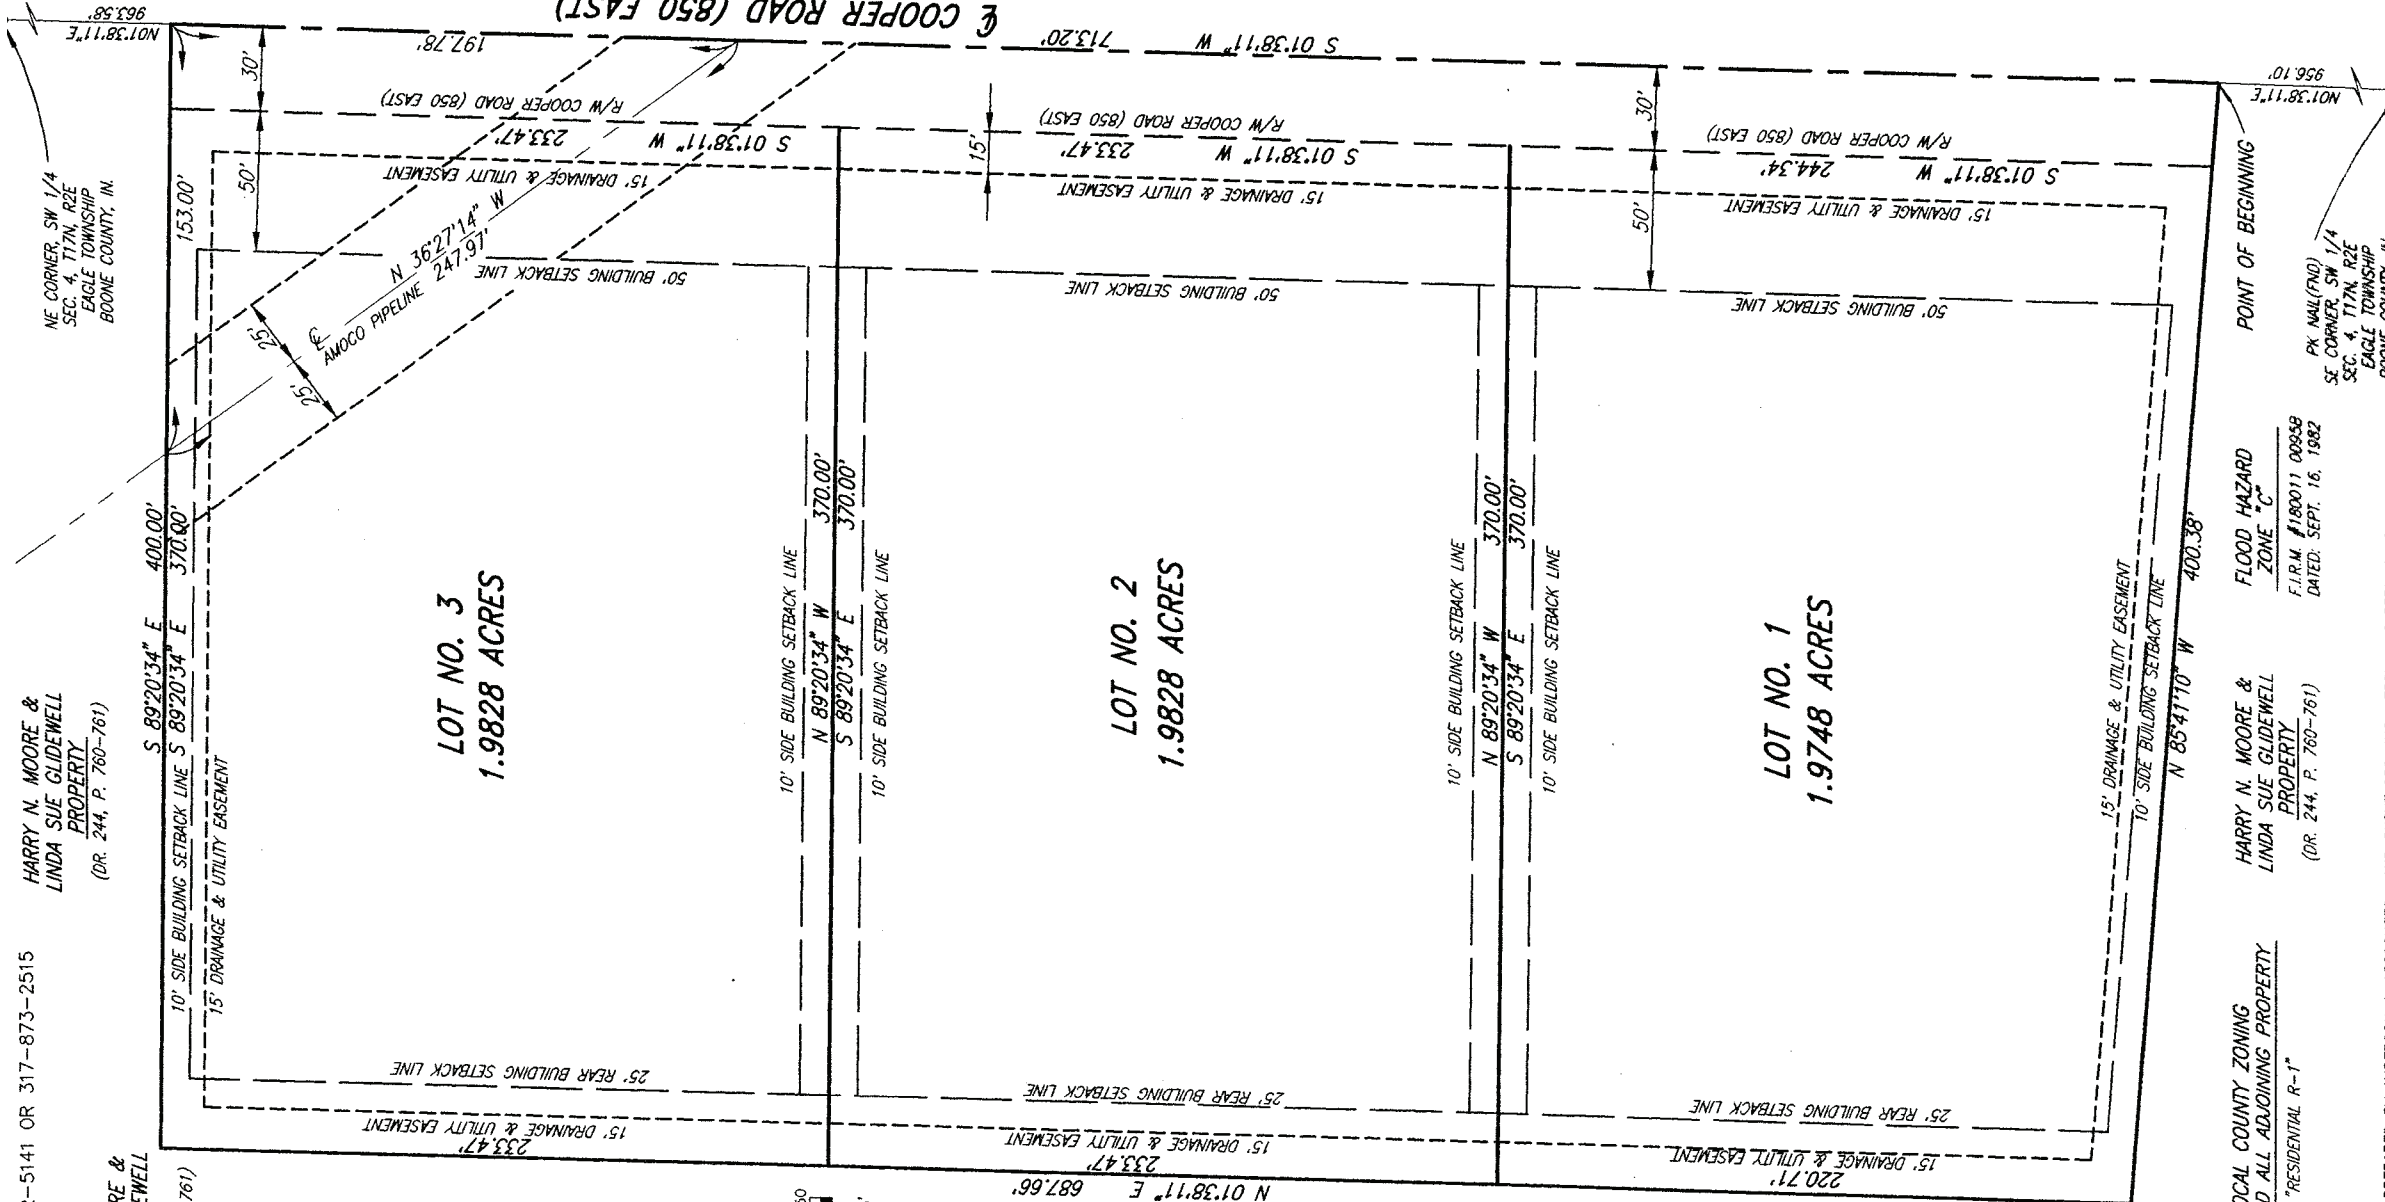 ℄ COOPER ROAD (850 EAST)
963.58'
N01°38'11"E
197.78'
713.20'
S 01°38'11" W
956.10'
N01°38'11"E
30'
R/W COOPER ROAD (850 EAST)
S 01°38'11" W 233.47'
15' DRAINAGE & UTILITY EASEMENT
50'
153.00'
N 36°27'14" W
247.97'
℄
AMOCO PIPELINE
25'
25'
50' BUILDING SETBACK LINE
15'
R/W COOPER ROAD (850 EAST)
S 01°38'11" W 233.47'
15' DRAINAGE & UTILITY EASEMENT
50' BUILDING SETBACK LINE
30'
R/W COOPER ROAD (850 EAST)
S 01°38'11" W 244.34'
15' DRAINAGE & UTILITY EASEMENT
50'
50' BUILDING SETBACK LINE
NE CORNER, SW 1/4
SEC. 4, T17N, R2E
EAGLE TOWNSHIP
BOONE COUNTY, IN.
POINT OF BEGINNING
PK NAIL(FND)
SE CORNER, SW 1/4
SEC. 4, T17N, R2E
EAGLE TOWNSHIP
BOONE COUNTY, IN.
S 89°20'34" E 400.00'
S 89°20'34" E 370.00'
10' SIDE BUILDING SETBACK LINE
15' DRAINAGE & UTILITY EASEMENT
LOT NO. 3
1.9828 ACRES
10' SIDE BUILDING SETBACK LINE
N 89°20'34" W 370.00'
S 89°20'34" E 370.00'
10' SIDE BUILDING SETBACK LINE
LOT NO. 2
1.9828 ACRES
10' SIDE BUILDING SETBACK LINE
N 89°20'34" W 370.00'
S 89°20'34" E 370.00'
10' SIDE BUILDING SETBACK LINE
LOT NO. 1
1.9748 ACRES
15' DRAINAGE & UTILITY EASEMENT
10' SIDE BUILDING SETBACK LINE
N 85°41'10" W 400.38'
FLOOD HAZARD
ZONE "C"
F.I.R.M. #180011 0095B
DATED: SEPT. 16, 1982
HARRY N. MOORE &
LINDA SUE GLIDEWELL
PROPERTY
(DR. 244, P. 760-761)
HARRY N. MOORE &
LINDA SUE GLIDEWELL
PROPERTY
(DR. 244, P. 760-761)
-5141 OR 317-873-2515
RE &
EWELL
761)
OCAL COUNTY ZONING
D ALL ADJOINING PROPERTY
"RESIDENTIAL R-1"
25' REAR BUILDING SETBACK LINE
15' DRAINAGE & UTILITY EASEMENT
233.47'
25' REAR BUILDING SETBACK LINE
15' DRAINAGE & UTILITY EASEMENT
233.47'
25' REAR BUILDING SETBACK LINE
15' DRAINAGE & UTILITY EASEMENT
220.71'
N 01°38'11" E 687.66'